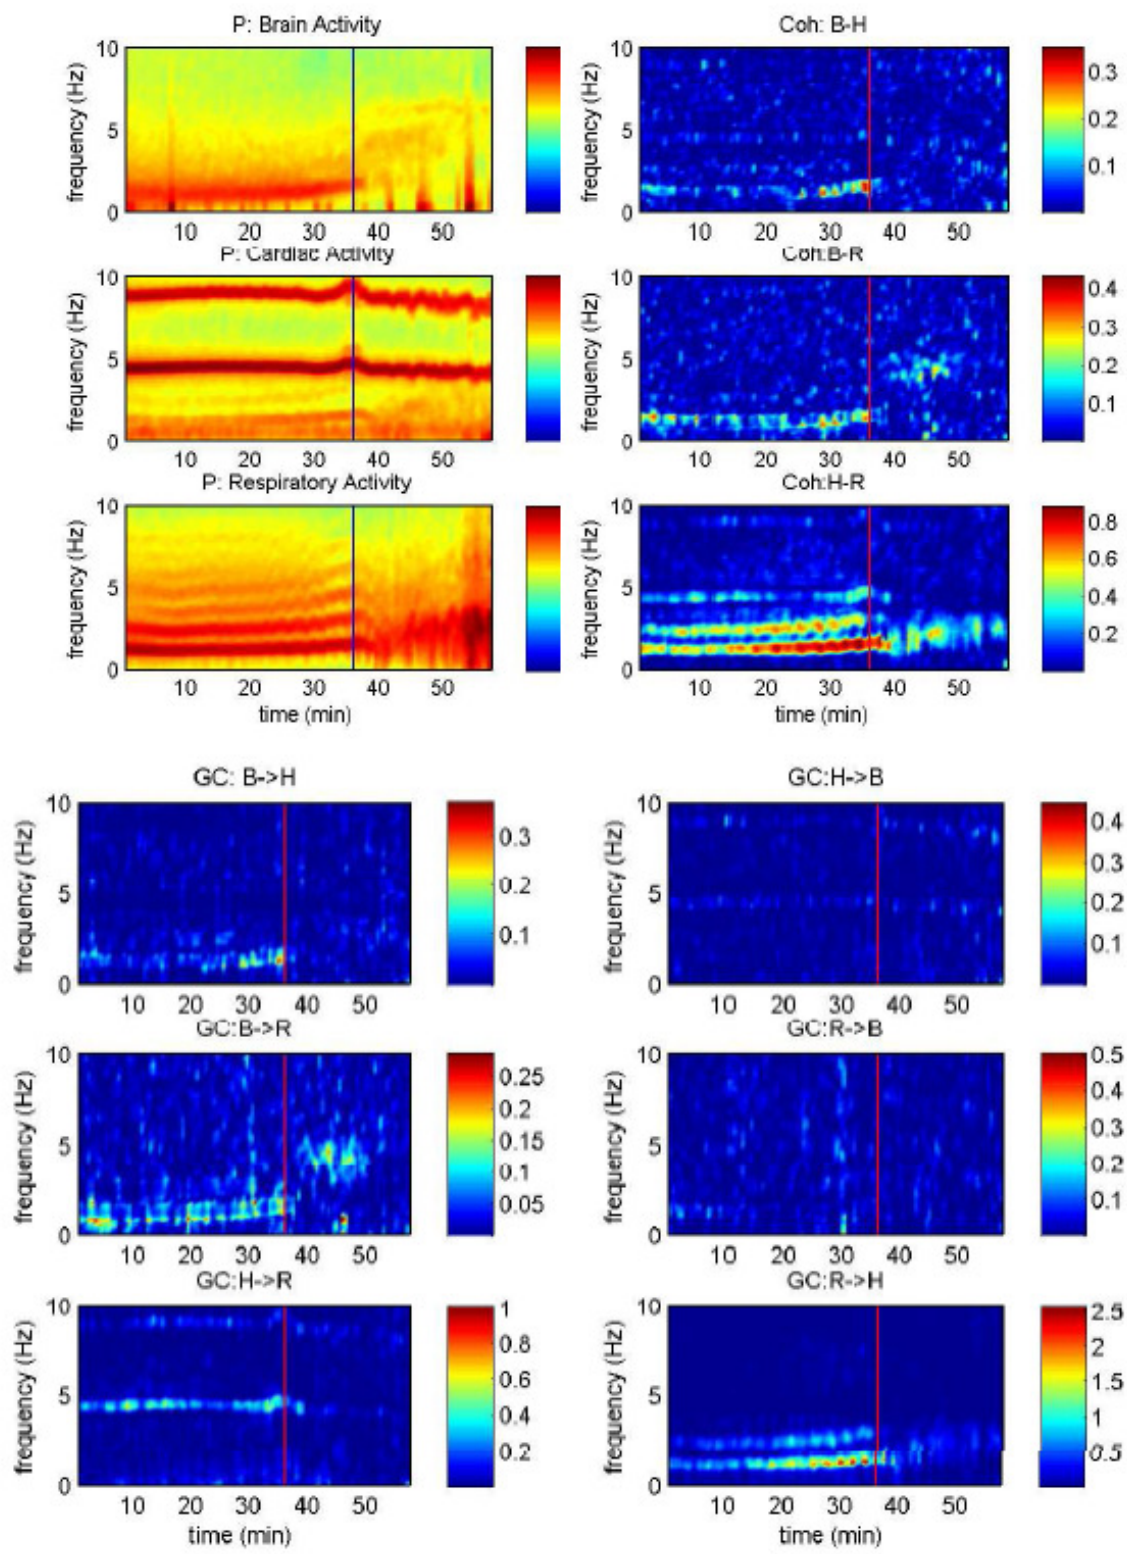 P: Brain Activity
Coh: B-H
frequency (Hz)
10
5
0
10 20 30 40 50
frequency (Hz)
10
5
0
10 20 30 40 50
0.3
0.2
0.1
P: Cardiac Activity
Coh:B-R
frequency (Hz)
10
5
0
10 20 30 40 50
frequency (Hz)
10
5
0
10 20 30 40 50
0.4
0.3
0.2
0.1
P: Respiratory Activity
Coh:H-R
frequency (Hz)
10
5
0
10 20 30 40 50
time (min)
frequency (Hz)
10
5
0
10 20 30 40 50
time (min)
0.8
0.6
0.4
0.2
GC: B->H
GC:H->B
frequency (Hz)
10
5
0
10 20 30 40 50
0.3
0.2
0.1
frequency (Hz)
10
5
0
10 20 30 40 50
0.4
0.3
0.2
0.1
GC:B->R
GC:R->B
frequency (Hz)
10
5
0
10 20 30 40 50
0.25
0.2
0.15
0.1
0.05
frequency (Hz)
10
5
0
10 20 30 40 50
0.5
0.4
0.3
0.2
0.1
GC:H->R
GC:R->H
frequency (Hz)
10
5
0
10 20 30 40 50
time (min)
1
0.8
0.6
0.4
0.2
frequency (Hz)
10
5
0
10 20 30 40 50
time (min)
2.5
2
1.5
1
0.5